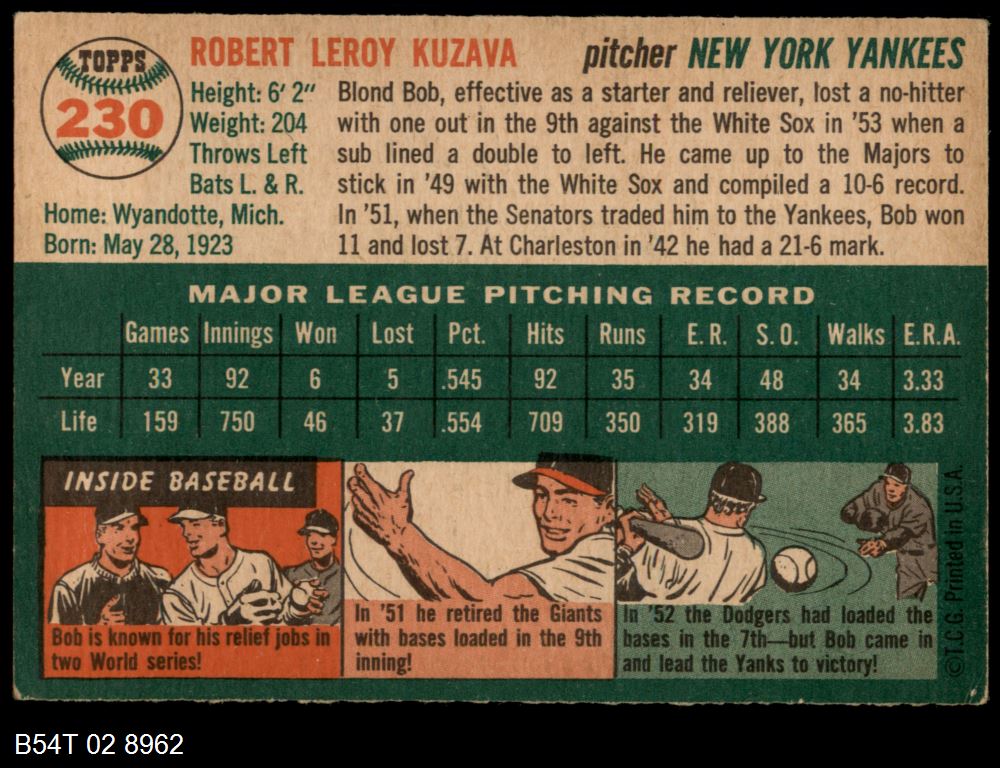 TOPPS
230
ROBERT LEROY KUZAVA
pitcher NEW YORK YANKEES
Height: 6' 2"
Weight: 204
Throws Left
Bats L. & R.
Home: Wyandotte, Mich.
Born: May 28, 1923
Blond Bob, effective as a starter and reliever, lost a no-hitter
with one out in the 9th against the White Sox in '53 when a
sub lined a double to left. He came up to the Majors to
stick in '49 with the White Sox and compiled a 10-6 record.
In '51, when the Senators traded him to the Yankees, Bob won
11 and lost 7. At Charleston in '42 he had a 21-6 mark.
MAJOR LEAGUE PITCHING RECORD
Games Innings Won Lost Pct. Hits Runs E. R. S. O. Walks E.R.A.
Year 33 92 6 5 .545 92 35 34 48 34 3.33
Life 159 750 46 37 .554 709 350 319 388 365 3.83
INSIDE BASEBALL
Bob is known for his relief jobs in
two World series!
In '51 he retired the Giants
with bases loaded in the 9th
inning!
In '52 the Dodgers had loaded the
bases in the 7th—but Bob came in
and lead the Yanks to victory!
©T.C.G. Printed in U.S.A.
B54T 02 8962